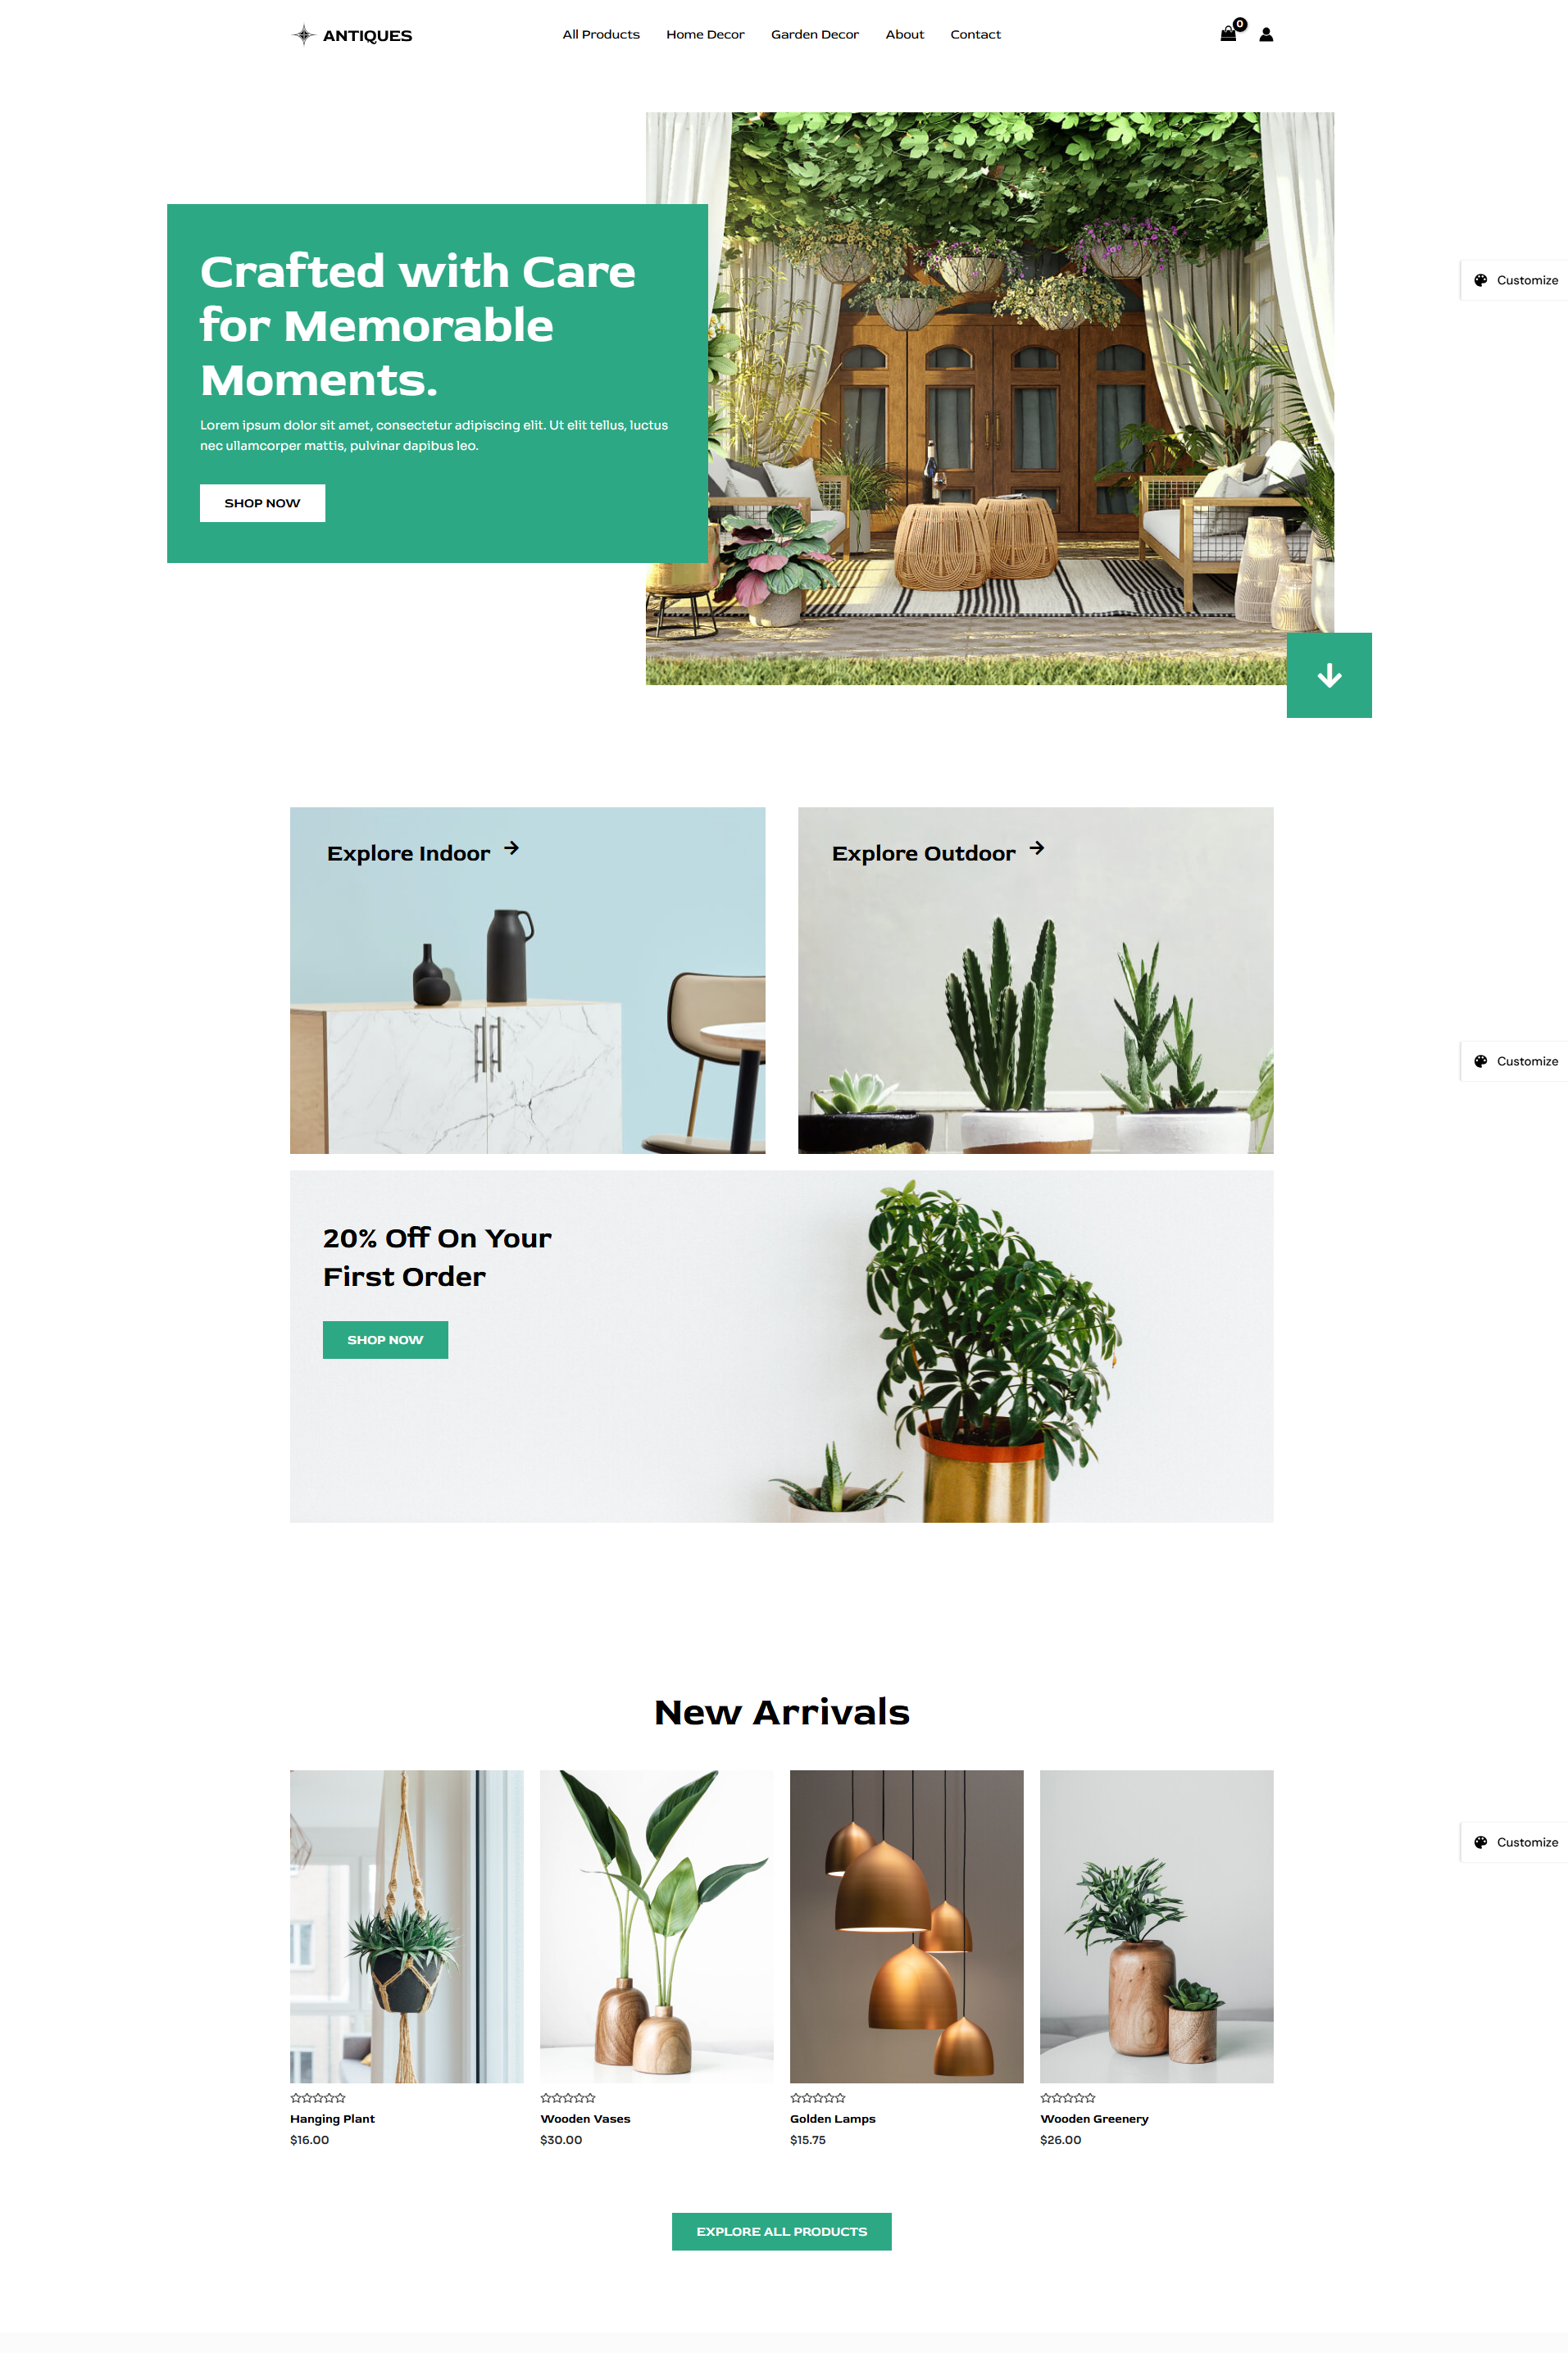 ANTIQUES
All Products
Home Decor
Garden Decor
About
Contact
0
Crafted with Care
for Memorable
Moments.
Lorem ipsum dolor sit amet, consectetur adipiscing elit. Ut elit tellus, luctus
nec ullamcorper mattis, pulvinar dapibus leo.
SHOP NOW
Customize
Explore Indoor
Explore Outdoor
Customize
20% Off On Your
First Order
SHOP NOW
New Arrivals
Customize
Hanging Plant
$16.00
Wooden Vases
$30.00
Golden Lamps
$15.75
Wooden Greenery
$26.00
EXPLORE ALL PRODUCTS